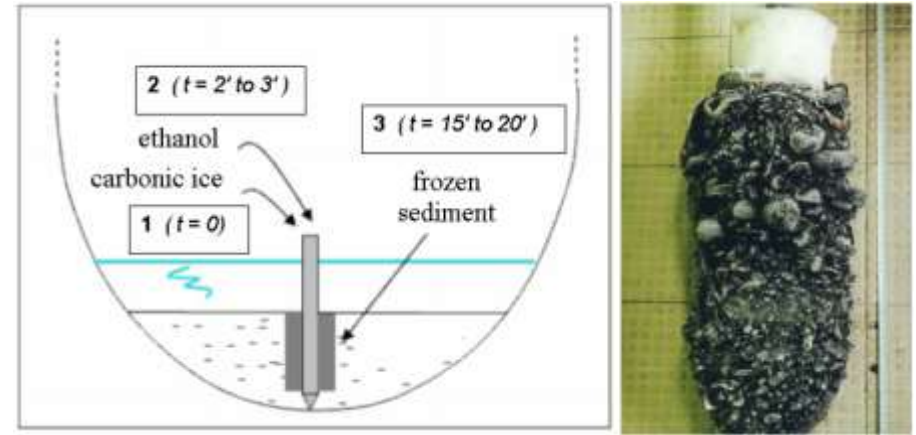 2 (t = 2' to 3')
ethanol
carbonic ice
1 (t = 0)
3 (t = 15' to 20')
frozen
sediment